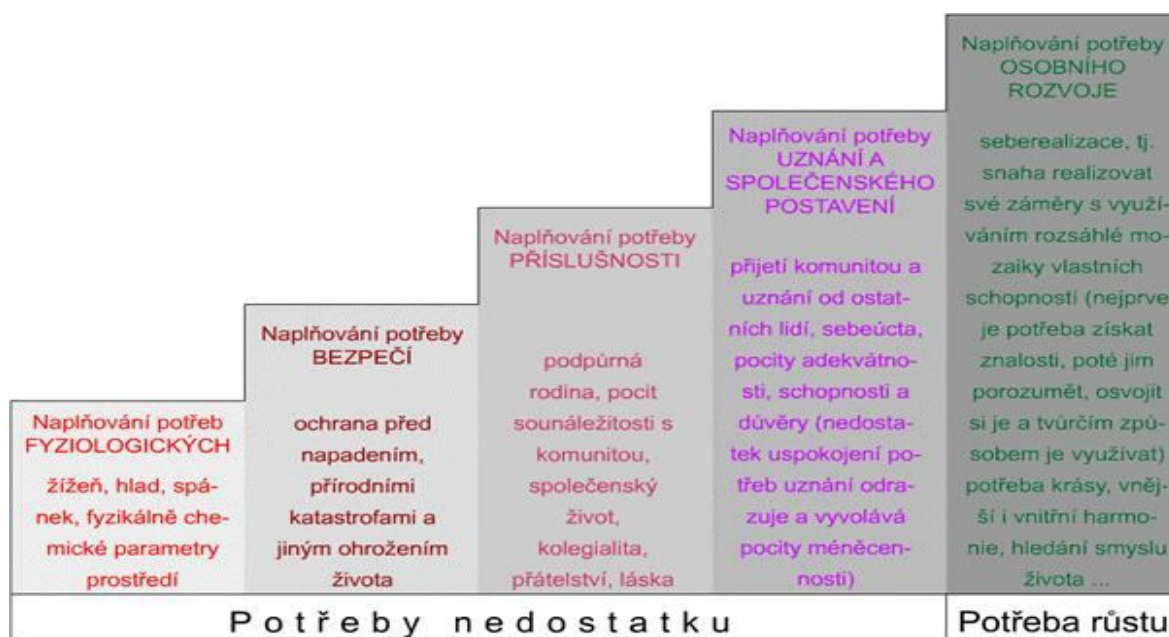 Naplňování potřeb
FYZIOLOGICKÝCH
žížeň, hlad, spá-
nek, fyzikálně che-
mické parametry
prostředí
Naplňování potřeby
BEZPEČÍ
ochrana před
napadením,
přírodními
katastrofami a
jiným ohrožením
života
Naplňování potřeby
PŘÍSLUŠNOSTI
podpúrná
rodina, pocit
sounáležitosti s
komunitou,
společenský
život,
kolegialita,
přátelství, láska
Naplňování potřeby
UZNÁNÍ A
SPOLEČENSKÉHO
POSTAVENÍ
přijetí komunitou a
uznání od ostat-
ních lidí, sebeúcta,
pocity adekvátno-
sti, schopnosti a
důvěry (nedosta-
tek uspokojení po-
třeb uznání odra-
zuje a vyvolává
pocity méněcen-
nosti)
Naplňování potřeby
OSOBNÍHO
ROZVOJE
seberealizace, tj.
snaha realizovat
své záměry s využí-
váním rozsáhlé mo-
zaiky vlastních
schopností (nejprve
je potřeba získat
znalosti, poté jim
porozumět, osvojit
si je a tvůrčím způ-
sobem je využívat)
potřeba krásy, vněj-
ší i vnitřní harmo-
nie, hledání smyslu
života ...
Potřeby nedostatku
Potřeba růstu